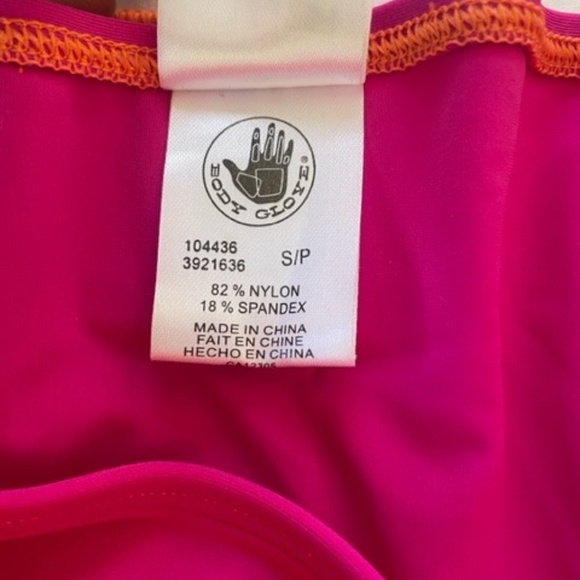 BODY GLOVE®
104436
3921636 S/P
82 % NYLON
18 % SPANDEX
MADE IN CHINA
FAIT EN CHINE
HECHO EN CHINA